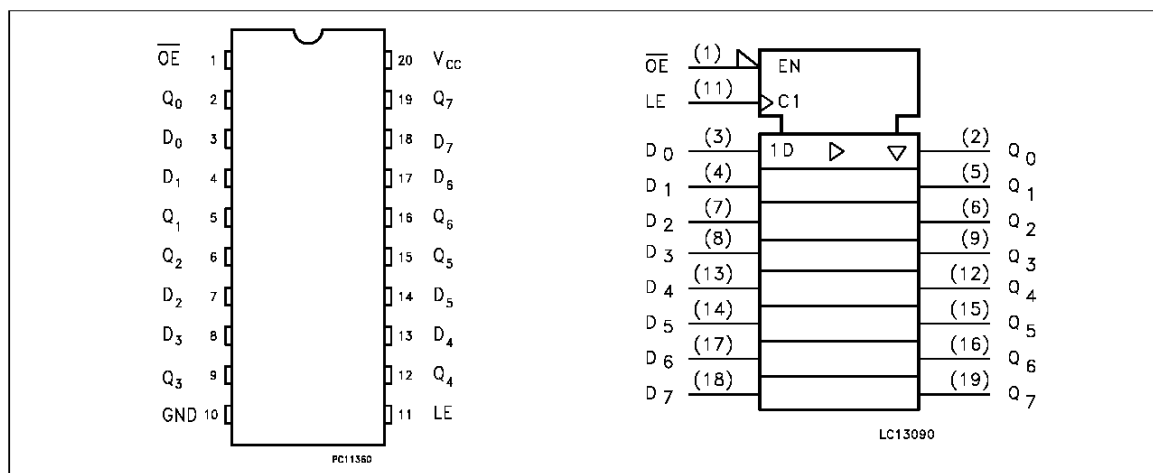 OE 1 20 VCC
Q0 2 19 Q7
D0 3 18 D7
D1 4 17 D6
Q1 5 16 Q6
Q2 6 15 Q5
D2 7 14 D5
D3 8 13 D4
Q3 9 12 Q4
GND 10 11 LE
PC11360
OE (1) EN
LE (11) C1
D0 (3) 1D (2) Q0
D1 (4) (5) Q1
D2 (7) (6) Q2
D3 (8) (9) Q3
D4 (13) (12) Q4
D5 (14) (15) Q5
D6 (17) (16) Q6
D7 (18) (19) Q7
LC13090